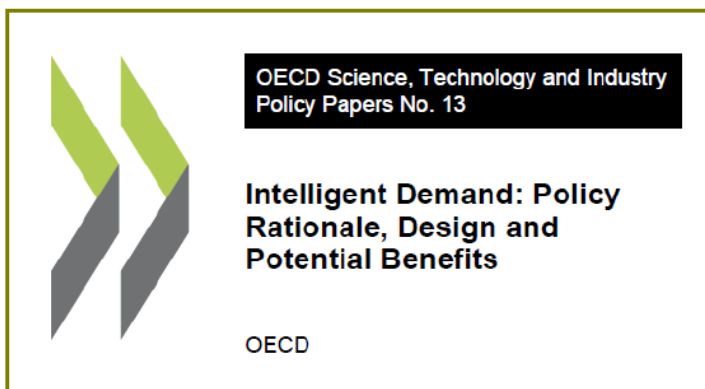 OECD Science, Technology and Industry
Policy Papers No. 13
Intelligent Demand: Policy
Rationale, Design and
Potential Benefits
OECD